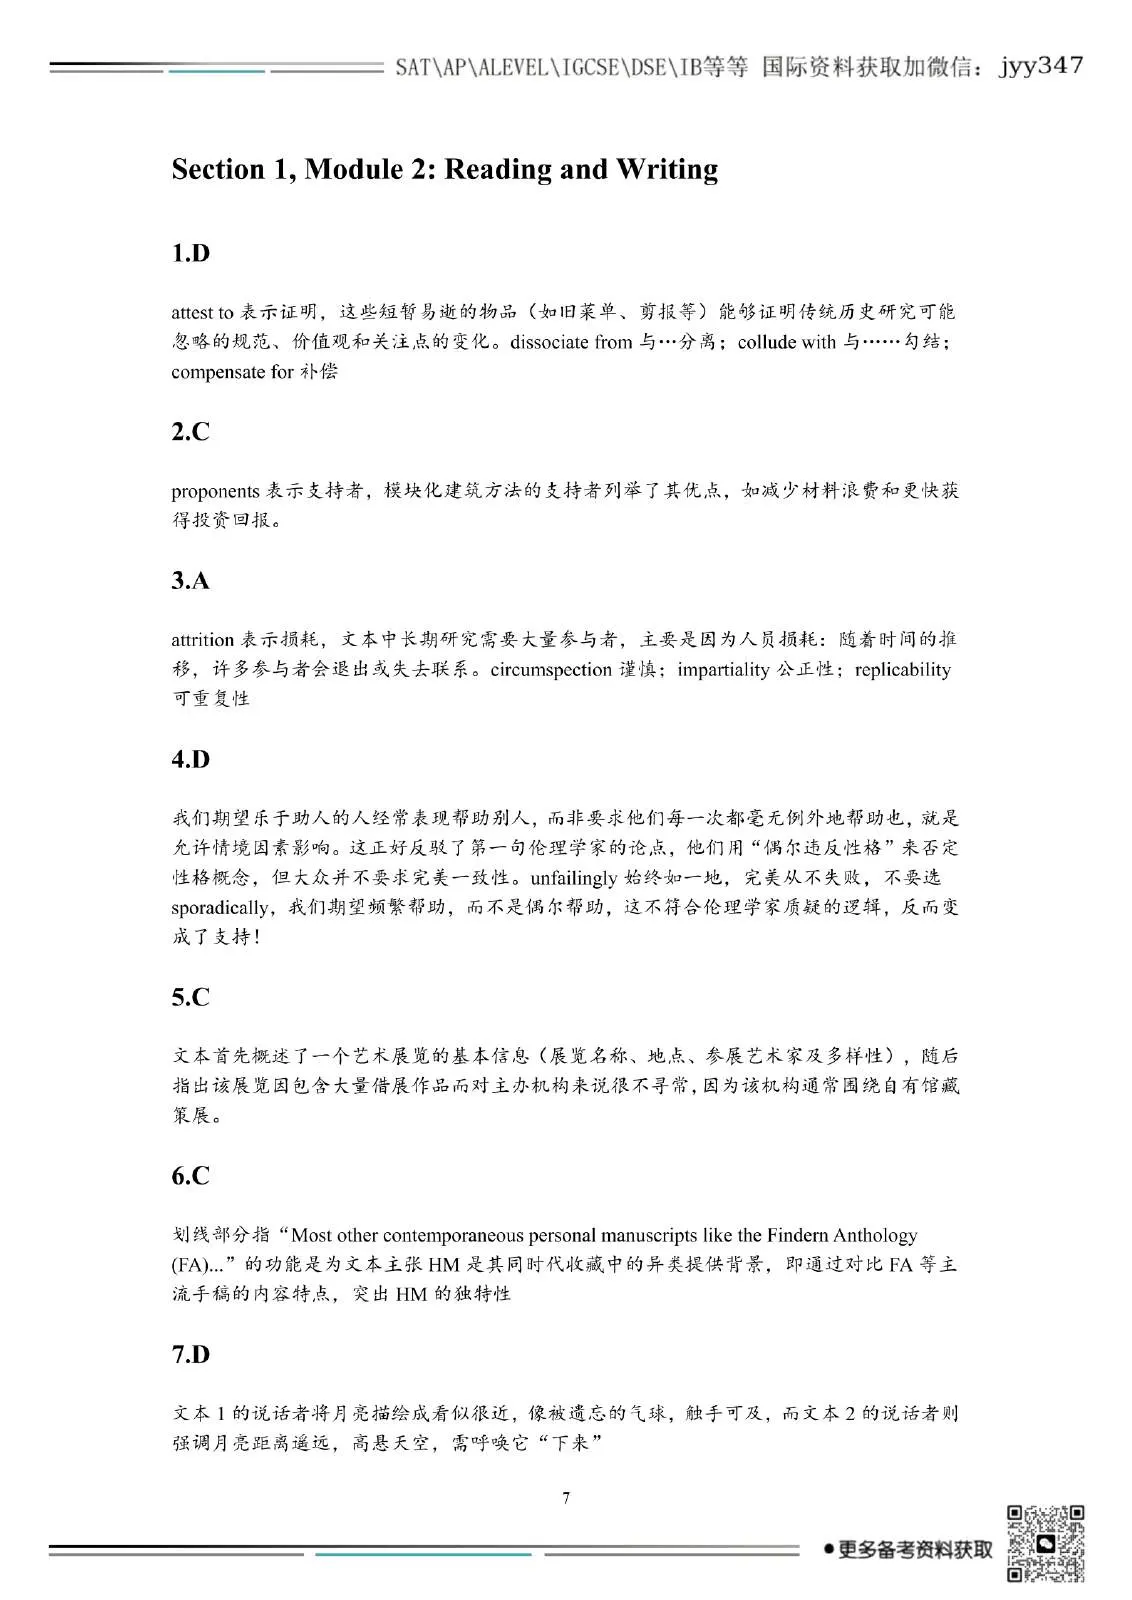 SAT\AP\ALEVEL\IGCSE\DSE\IB等等 国际资料获取加微信：jyy347
Section 1, Module 2: Reading and Writing
1.D
attest to 表示证明，这些短暂易逝的物品（如旧菜单、剪报等）能够证明传统历史研究可能
忽略的规范、价值观和关注点的变化。dissociate from 与…分离；collude with 与……勾结；
compensate for 补偿
2.C
proponents 表示支持者，模块化建筑方法的支持者列举了其优点，如减少材料浪费和更快获
得投资回报。
3.A
attrition 表示损耗，文本中长期研究需要大量参与者，主要是因为人员损耗：随着时间的推
移，许多参与者会退出或失去联系。circumspection 谨慎；impartiality 公正性；replicability
可重复性
4.D
我们期望乐于助人的人经常表现帮助别人，而非要求他们每一次都毫无例外地帮助也，就是
允许情境因素影响。这正好反驳了第一句伦理学家的论点，他们用“偶尔违反性格”来否定
性格概念，但大众并不要求完美一致性。unfailingly 始终如一地，完美从不失败，不要选
sporadically，我们期望频繁帮助，而不是偶尔帮助，这不符合伦理学家质疑的逻辑，反而变
成了支持！
5.C
文本首先概述了一个艺术展览的基本信息（展览名称、地点、参展艺术家及多样性），随后
指出该展览因包含大量借展作品而对主办机构来说很不寻常，因为该机构通常围绕自有馆藏
策展。
6.C
划线部分指“Most other contemporaneous personal manuscripts like the Findern Anthology
(FA)...”的功能是为文本主张 HM 是其同时代收藏中的异类提供背景，即通过对比 FA 等主
流手稿的内容特点，突出 HM 的独特性
7.D
文本 1 的说话者将月亮描绘成看似很近，像被遗忘的气球，触手可及，而文本 2 的说话者则
强调月亮距离遥远，高悬天空，需呼唤它“下来”
7
●更多备考资料获取